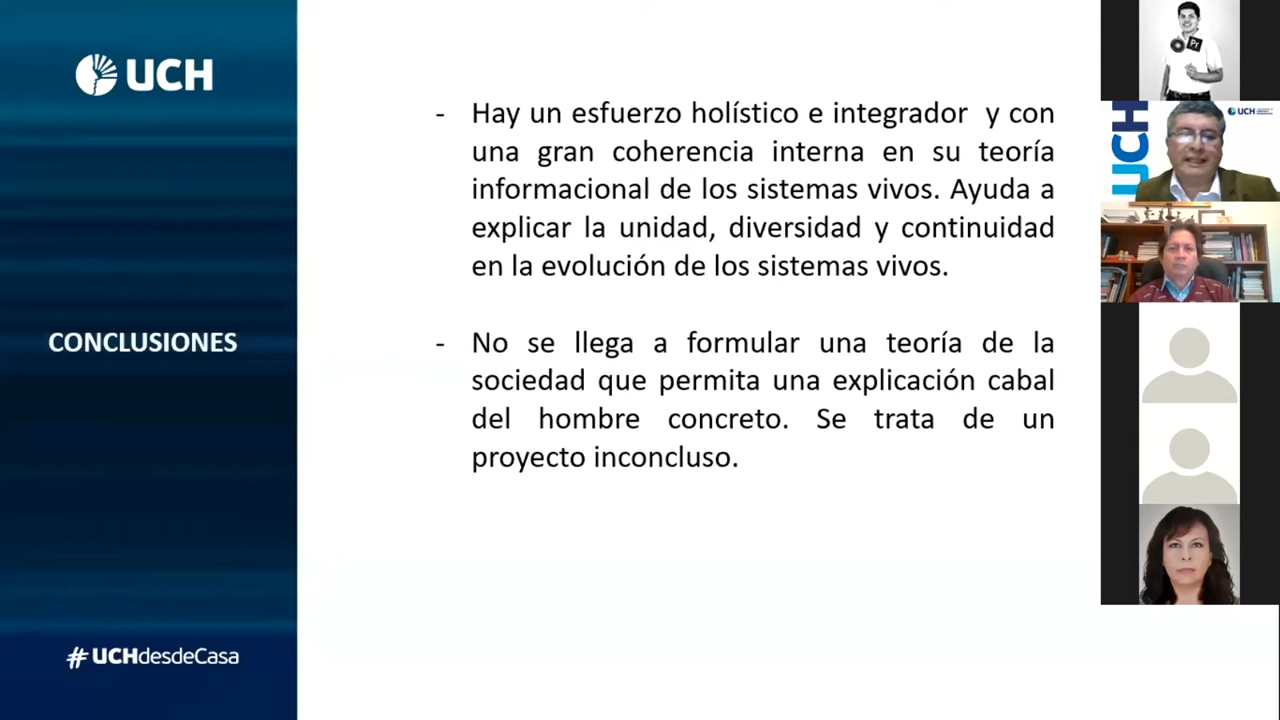 UCH
- Hay un esfuerzo holístico e integrador y con
una gran coherencia interna en su teoría
informacional de los sistemas vivos. Ayuda a
explicar la unidad, diversidad y continuidad
en la evolución de los sistemas vivos.
CONCLUSIONES
- No se llega a formular una teoría de la
sociedad que permita una explicación cabal
del hombre concreto. Se trata de un
proyecto inconcluso.
#UCHdesdeCasa
Pr
UCH
UCH